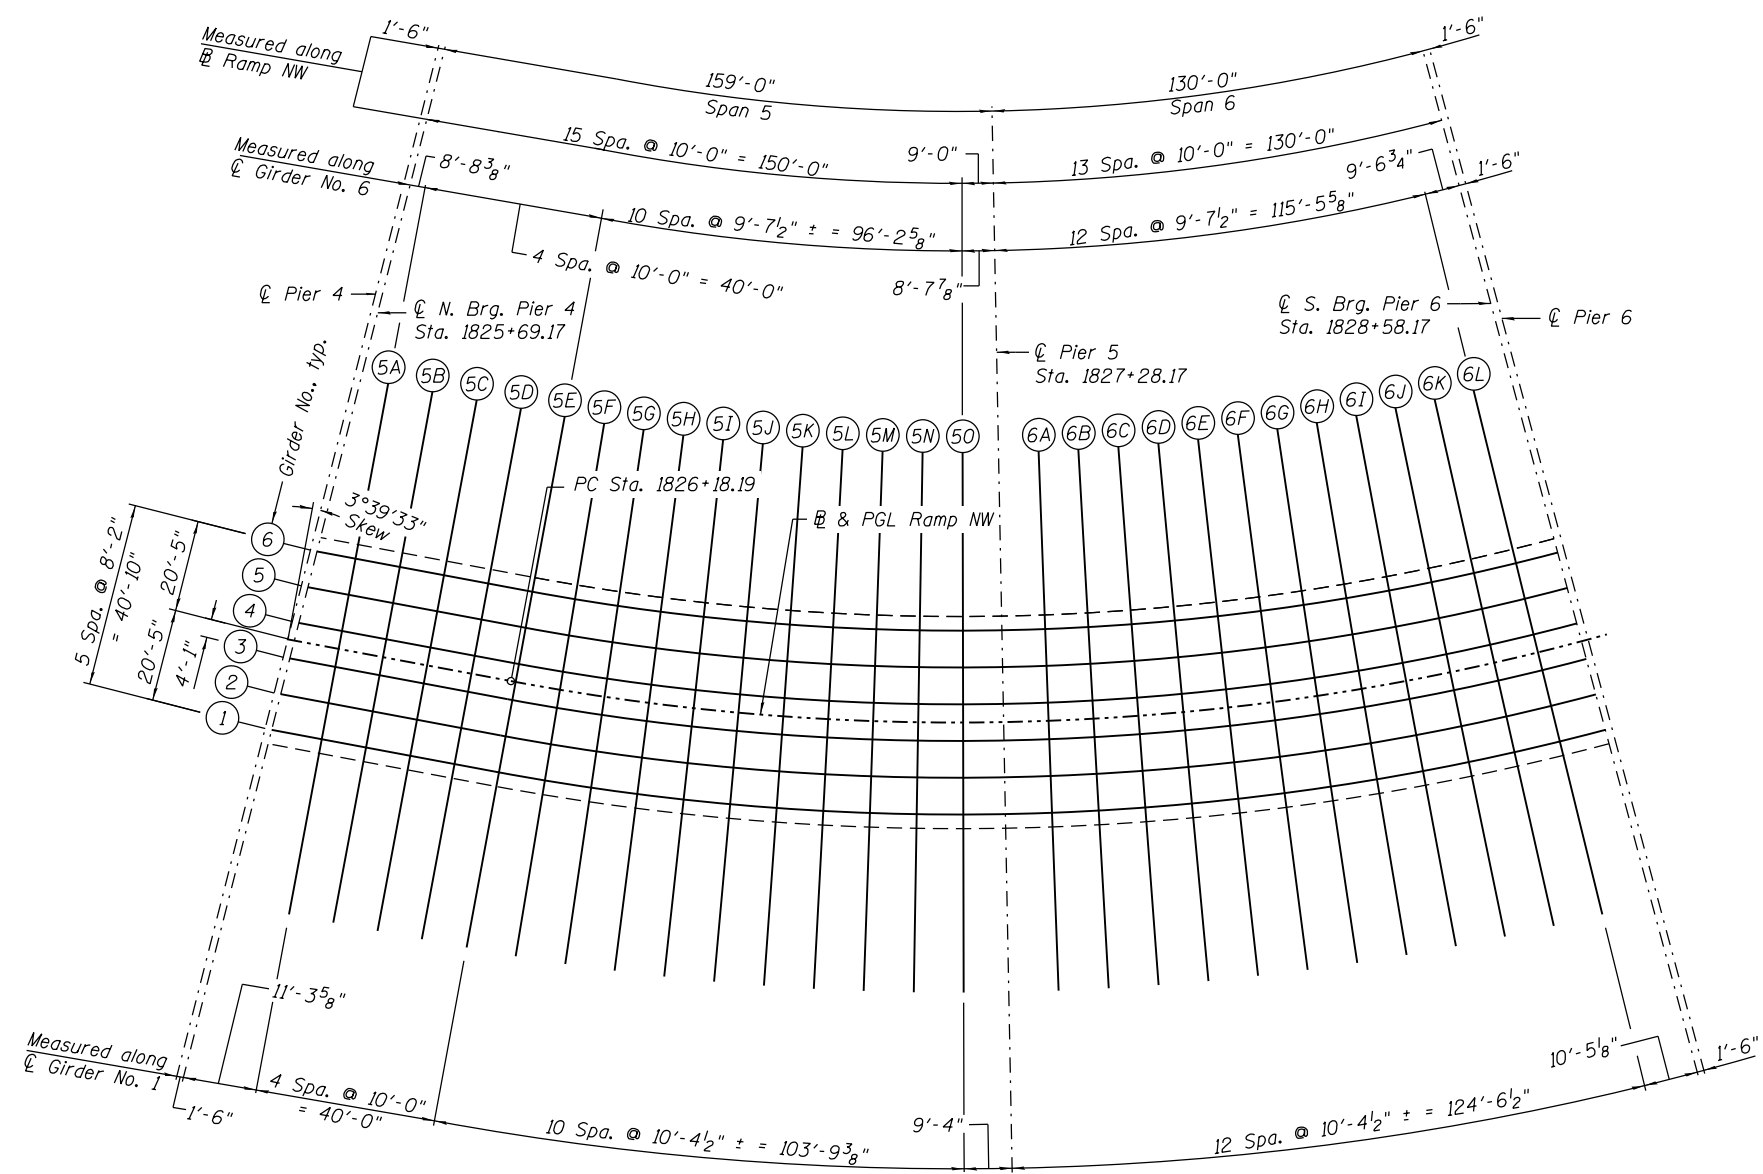 Measured along
℄ Ramp NW
1'-6"
159'-0"
Span 5
130'-0"
Span 6
1'-6"
15 Spa. @ 10'-0" = 150'-0"
9'-0"
13 Spa. @ 10'-0" = 130'-0"
Measured along
℄ Girder No. 6
8'-8 3/8"
10 Spa. @ 9'-7 1/2" ± = 96'-2 5/8"
4 Spa. @ 10'-0" = 40'-0"
8'-7 7/8"
12 Spa. @ 9'-7 1/2" = 115'-5 5/8"
9'-6 3/4"
1'-6"
℄ Pier 4
℄ N. Brg. Pier 4
Sta. 1825+69.17
℄ Pier 5
Sta. 1827+28.17
℄ S. Brg. Pier 6
Sta. 1828+58.17
℄ Pier 6
Girder No., typ.
5A 5B 5C 5D 5E 5F 5G 5H 5I 5J 5K 5L 5M 5N 5O 6A 6B 6C 6D 6E 6F 6G 6H 6I 6J 6K 6L
PC Sta. 1826+18.19
℄ & PGL Ramp NW
3°39'33"
Skew
6
5
4
3
2
1
5 Spa. @ 8'-2"
= 40'-10"
20'-5"
20'-5"
4'-1"
11'-3 5/8"
Measured along
℄ Girder No. 1
1'-6"
4 Spa. @ 10'-0"
= 40'-0"
10 Spa. @ 10'-4 1/2" ± = 103'-9 3/8"
9'-4"
12 Spa. @ 10'-4 1/2" ± = 124'-6 1/2"
10'-5 1/8"
1'-6"